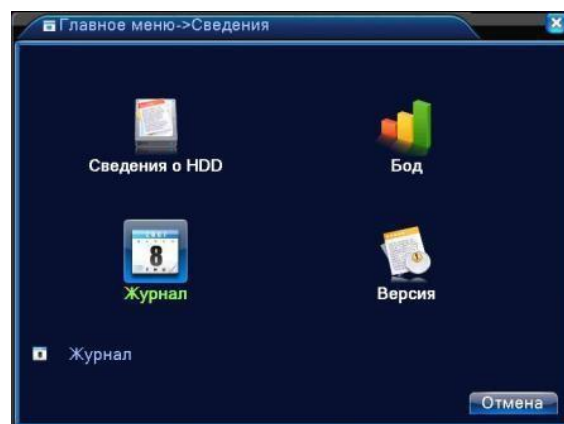 Главное меню->Сведения
Сведения о HDD
Бод
8
Журнал
Версия
Журнал
Отмена